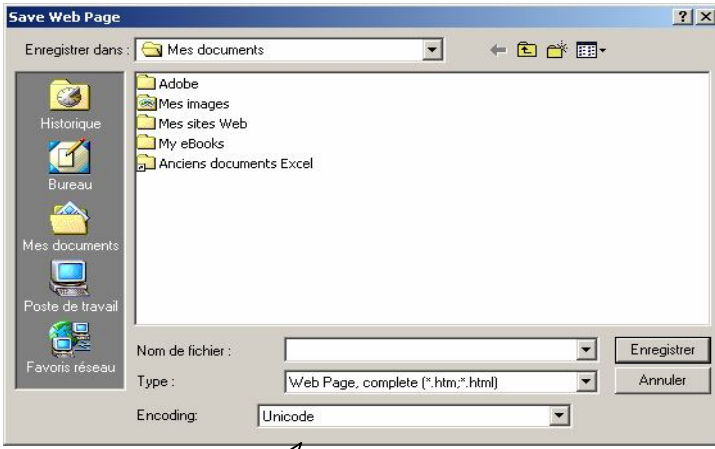 Save Web Page
Enregistrer dans : Mes documents
Adobe
Mes images
Mes sites Web
My eBooks
Anciens documents Excel
Historique
Bureau
Mes documents
Poste de travail
Favoris réseau
Nom de fichier : Enregistrer
Type : Web Page, complete (*.htm;*.html) Annuler
Encoding: Unicode